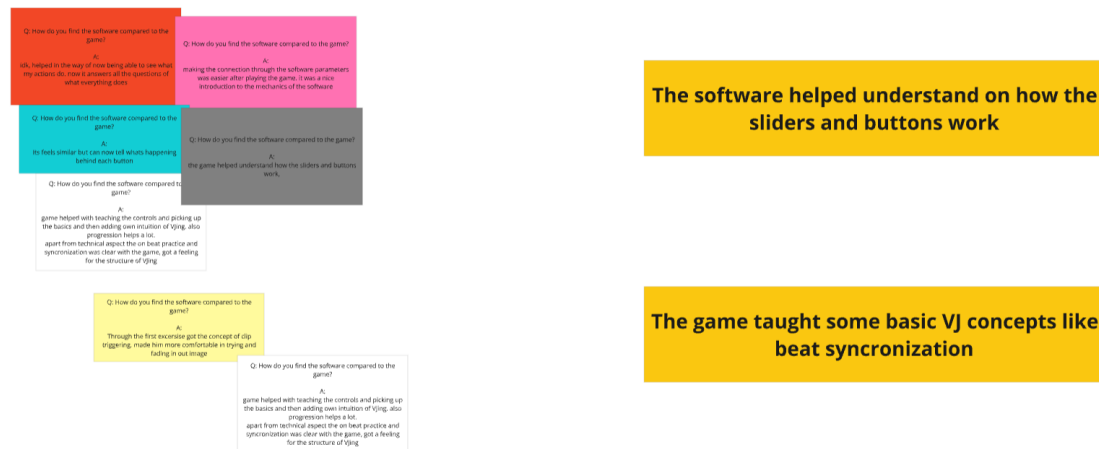 Q: How do you find the software compared to the
game?
A:
idk, helped in the way of now being able to see what
my actions do, now it answers all the questions of
what everything does
Q: How do you find the software compared to the game?
A:
making the connection through the software parameters
was easier after playing the game. it was a nice
introduction to the mechanics of the software
Q: How do you find the software compared to the
game?
A:
its feels similar but can now tell whats happening
behind each button
Q: How do you find the software compared to the game?
A:
the game helped understand how the sliders and buttons
work.
Q: How do you find the software compared to
game?
A:
game helped with teaching the controls and picking up
the basics and then adding own intuition of VJing, also
progression helps a lot.
apart from technical aspect the on beat practice and
syncronization was clear with the game, got a feeling
for the structure of VJing
Q: How do you find the software compared to the
game?
A:
Through the first excersise got the concept of clip
triggering, made him more comfortable in trying and
fading in out image
Q: How do you find the software compared to the
game?
A:
game helped with teaching the controls and picking up
the basics and then adding own intuition of VJing, also
progression helps a lot.
apart from technical aspect the on beat practice and
syncronization was clear with the game, got a feeling
for the structure of VJing
The software helped understand on how the
sliders and buttons work
The game taught some basic VJ concepts like
beat syncronization